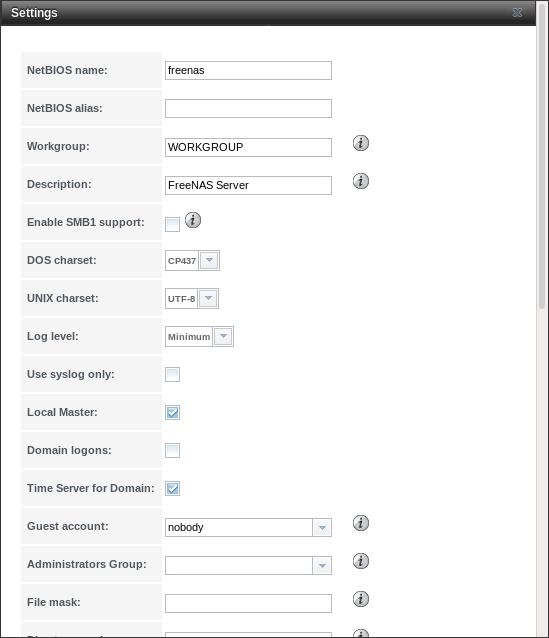 Settings
NetBIOS name: freenas
NetBIOS alias:
Workgroup: WORKGROUP
Description: FreeNAS Server
Enable SMB1 support:
DOS charset: CP437
UNIX charset: UTF-8
Log level: Minimum
Use syslog only:
Local Master:
Domain logons:
Time Server for Domain:
Guest account: nobody
Administrators Group:
File mask: